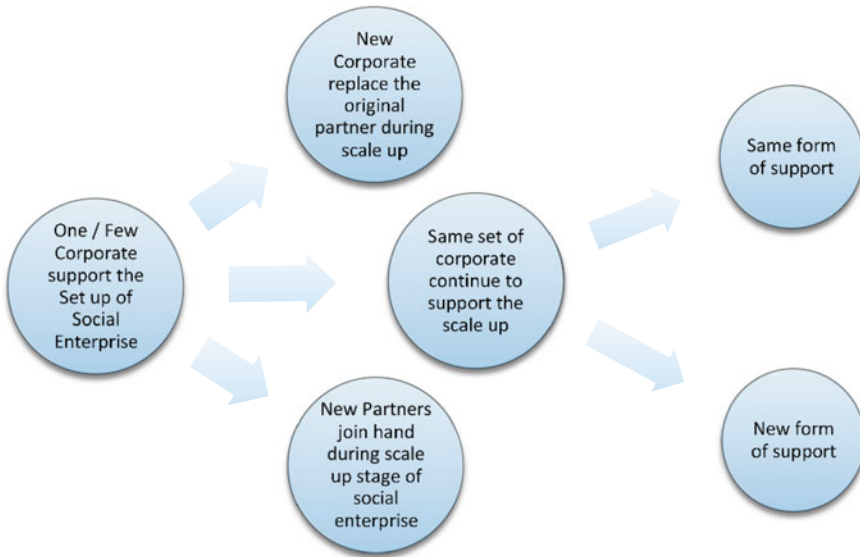 New
Corporate
replace the
original
partner during
scale up
One / Few
Corporate
support the
Set up of
Social
Enterprise
Same set of
corporate
continue to
support the
scale up
New Partners
join hand
during scale
up stage of
social
enterprise
Same form
of support
New form
of support